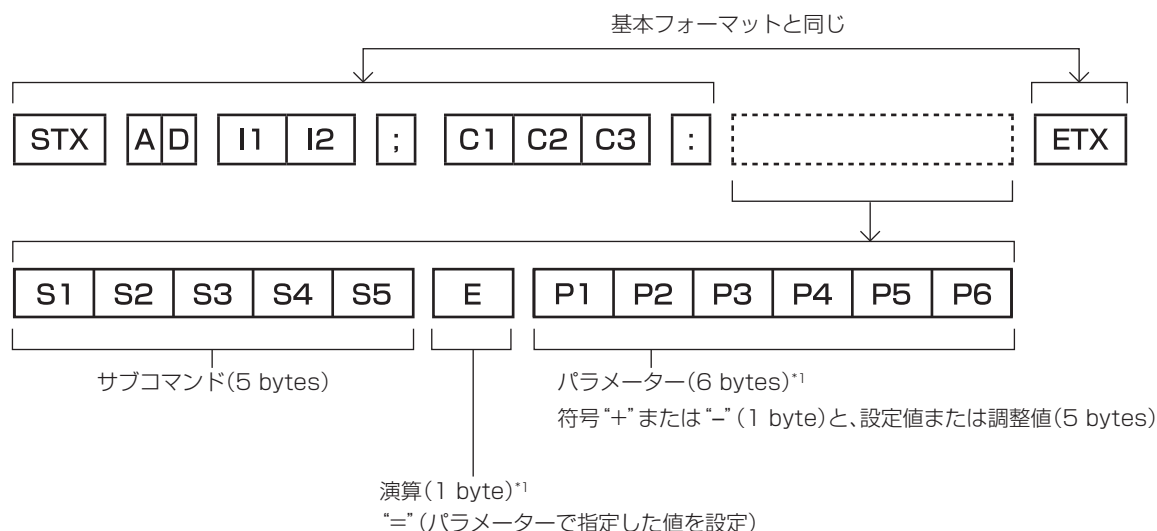 基本フォーマットと同じ
STX A D I1 I2 ; C1 C2 C3 : ETX
S1 S2 S3 S4 S5 E P1 P2 P3 P4 P5 P6
サブコマンド(5 bytes)
パラメーター(6 bytes)*1
符号“+”または“−”(1 byte)と、設定値または調整値(5 bytes)
演算(1 byte)*1
“=”(パラメーターで指定した値を設定)